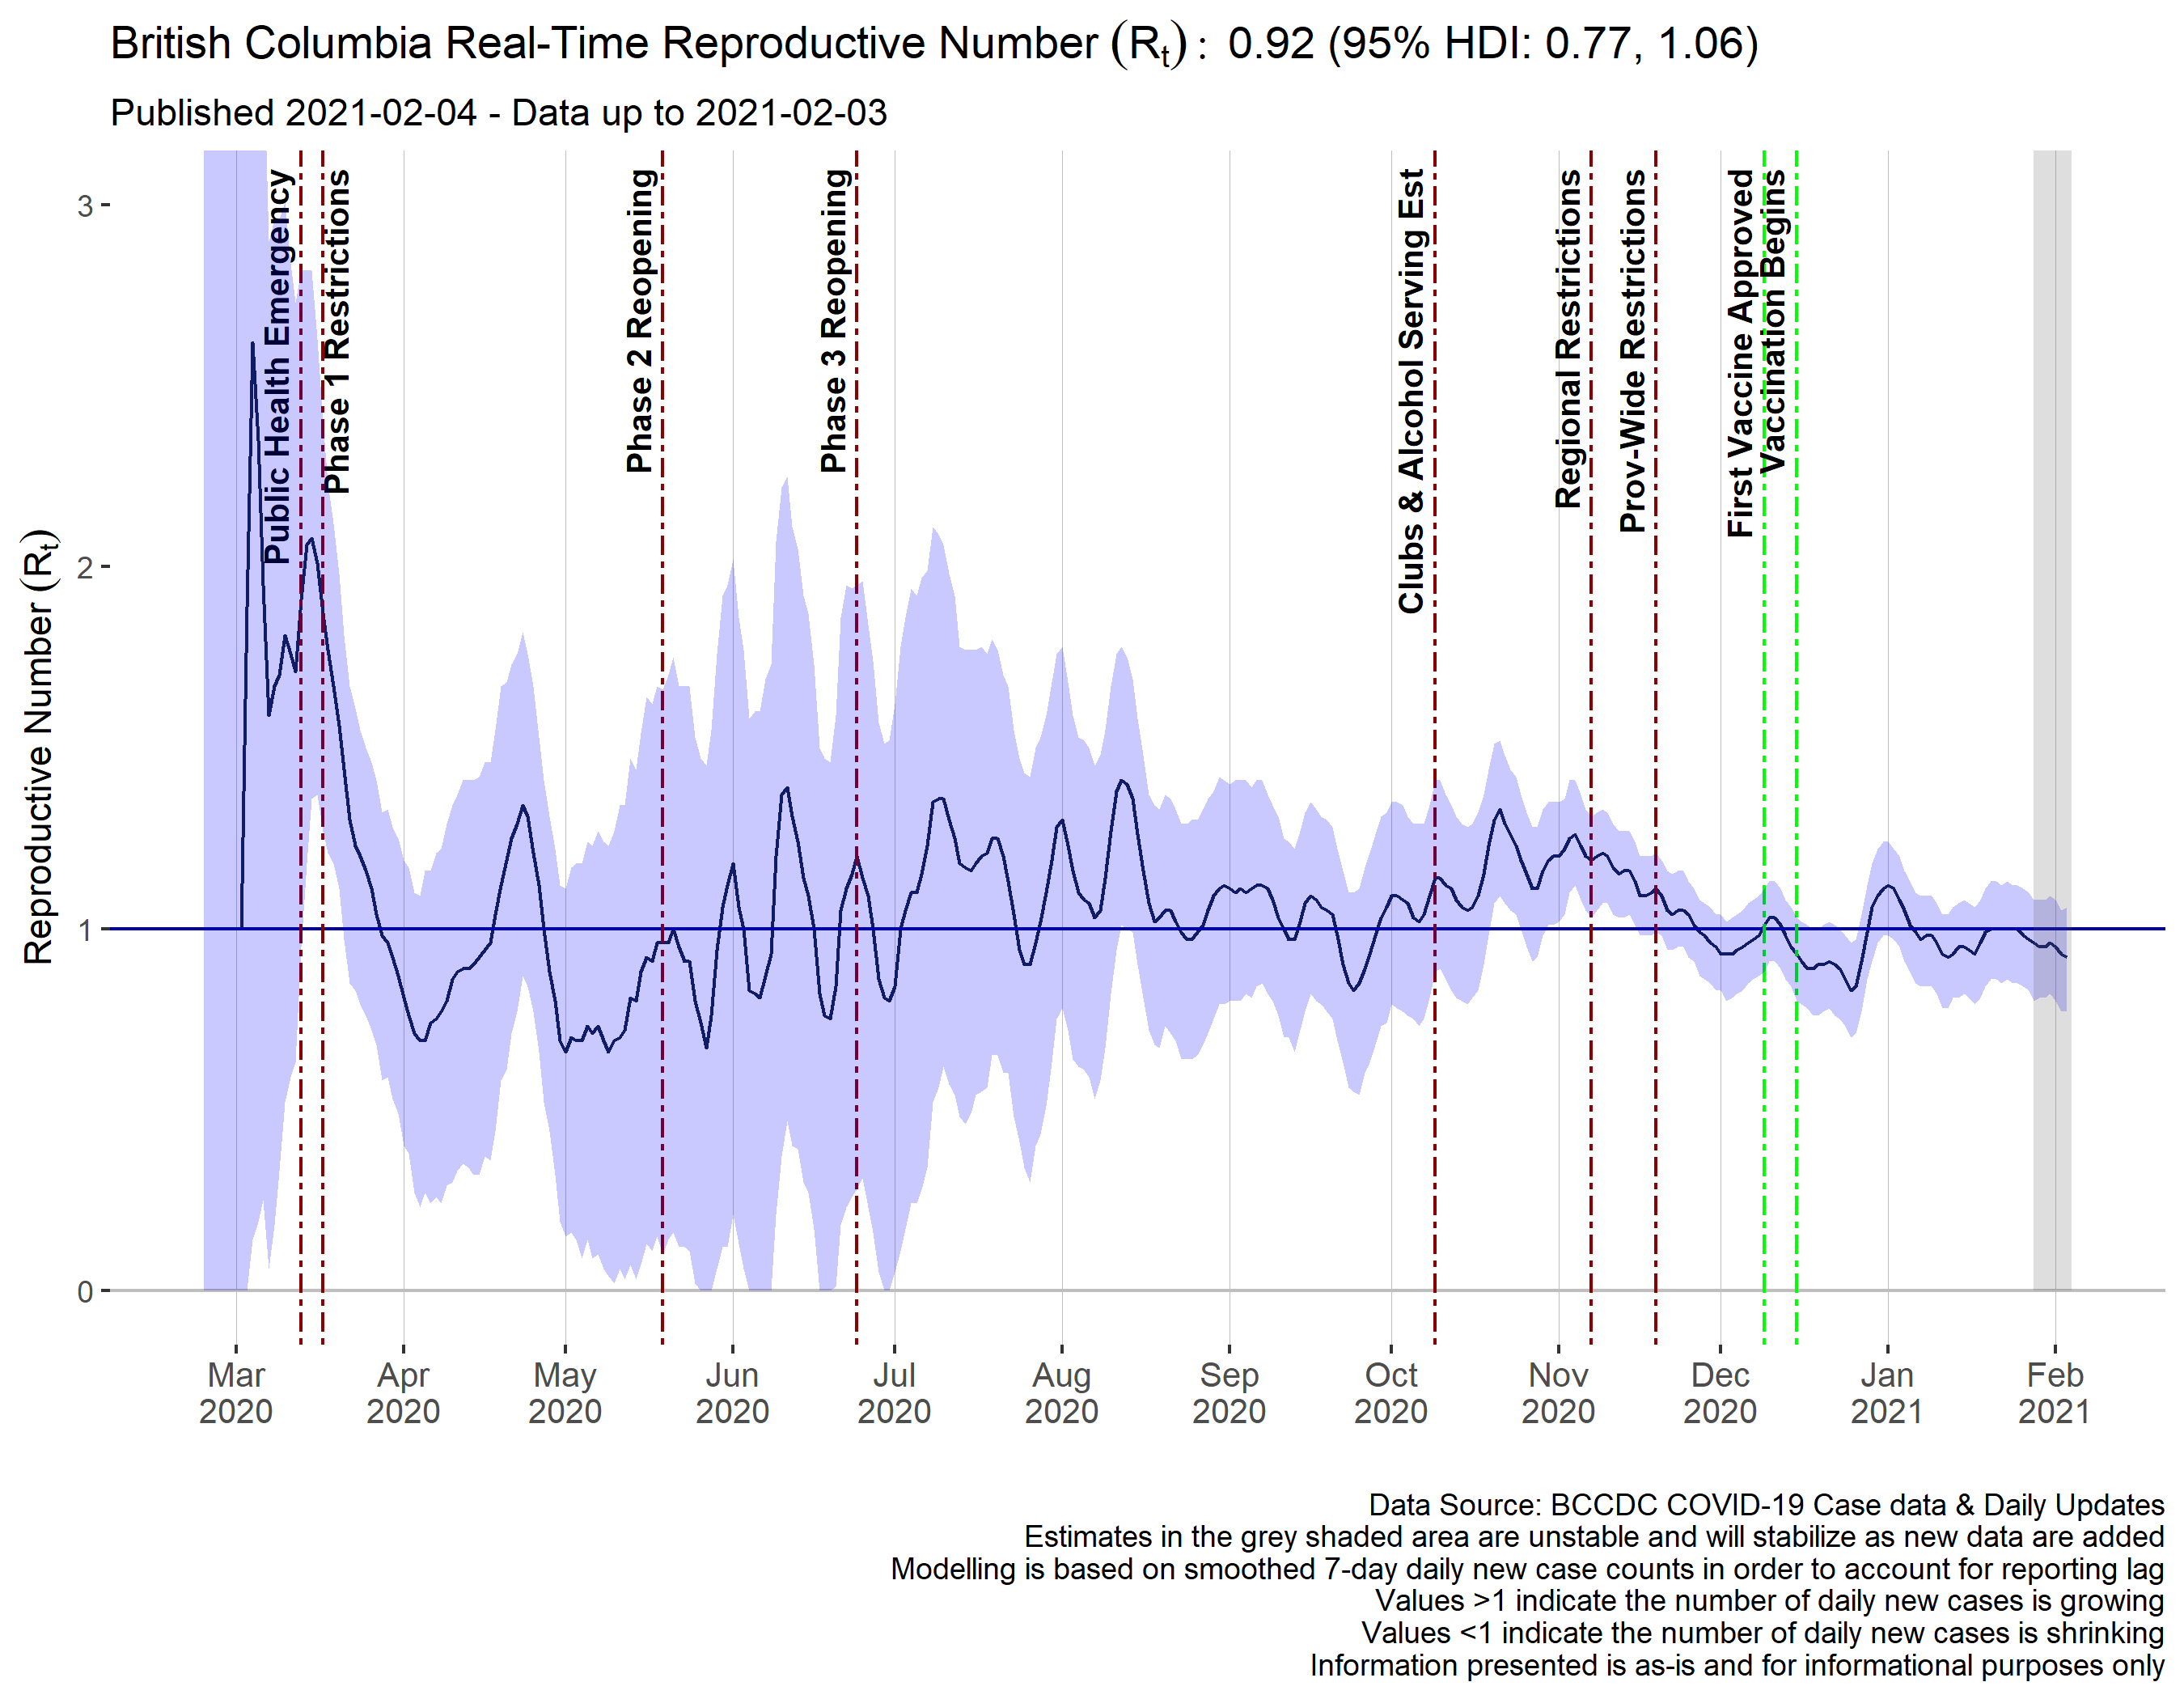 British Columbia Real-Time Reproductive Number (Rt): 0.92 (95% HDI: 0.77, 1.06)
Published 2021-02-04 - Data up to 2021-02-03
Reproductive Number (Rt)
3
2
1
0
Public Health Emergency
Phase 1 Restrictions
Phase 2 Reopening
Phase 3 Reopening
Clubs & Alcohol Serving Est
Regional Restrictions
Prov-Wide Restrictions
First Vaccine Approved
Vaccination Begins
Mar Apr May Jun Jul Aug Sep Oct Nov Dec Jan Feb
2020 2020 2020 2020 2020 2020 2020 2020 2020 2020 2021 2021
Data Source: BCCDC COVID-19 Case data & Daily Updates
Estimates in the grey shaded area are unstable and will stabilize as new data are added
Modelling is based on smoothed 7-day daily new case counts in order to account for reporting lag
Values >1 indicate the number of daily new cases is growing
Values <1 indicate the number of daily new cases is shrinking
Information presented is as-is and for informational purposes only